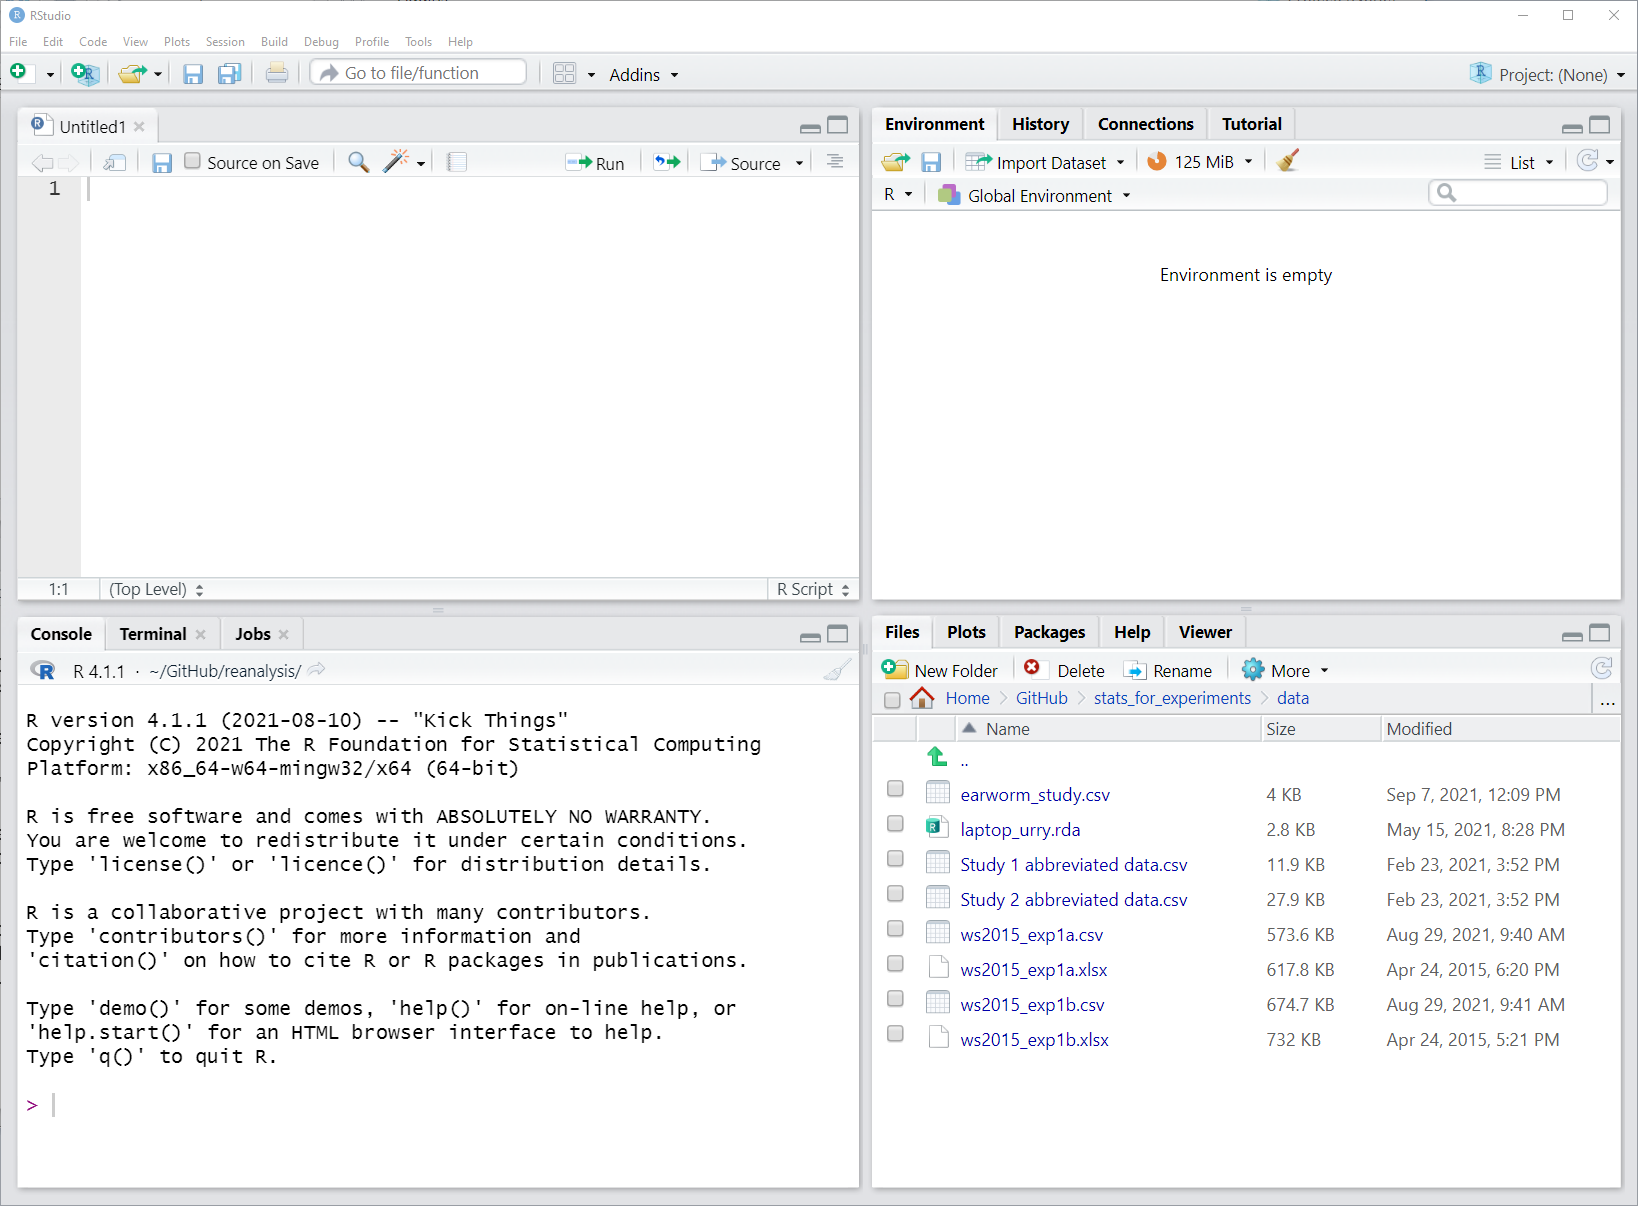 RStudio
File Edit Code View Plots Session Build Debug Profile Tools Help
Go to file/function Addins Project: (None)
Untitled1
Source on Save Run Source
1
1:1 (Top Level) R Script
Environment History Connections Tutorial
Import Dataset 125 MiB List
R Global Environment
Environment is empty
Console Terminal Jobs
R 4.1.1 · ~/GitHub/reanalysis/
R version 4.1.1 (2021-08-10) -- "Kick Things"
Copyright (C) 2021 The R Foundation for Statistical Computing
Platform: x86_64-w64-mingw32/x64 (64-bit)
R is free software and comes with ABSOLUTELY NO WARRANTY.
You are welcome to redistribute it under certain conditions.
Type 'license()' or 'licence()' for distribution details.
R is a collaborative project with many contributors.
Type 'contributors()' for more information and
'citation()' on how to cite R or R packages in publications.
Type 'demo()' for some demos, 'help()' for on-line help, or
'help.start()' for an HTML browser interface to help.
Type 'q()' to quit R.
>
Files Plots Packages Help Viewer
New Folder Delete Rename More
Home GitHub stats_for_experiments data ...
Name Size Modified
..
earworm_study.csv 4 KB Sep 7, 2021, 12:09 PM
laptop_urry.rda 2.8 KB May 15, 2021, 8:28 PM
Study 1 abbreviated data.csv 11.9 KB Feb 23, 2021, 3:52 PM
Study 2 abbreviated data.csv 27.9 KB Feb 23, 2021, 3:52 PM
ws2015_exp1a.csv 573.6 KB Aug 29, 2021, 9:40 AM
ws2015_exp1a.xlsx 617.8 KB Apr 24, 2015, 6:20 PM
ws2015_exp1b.csv 674.7 KB Aug 29, 2021, 9:41 AM
ws2015_exp1b.xlsx 732 KB Apr 24, 2015, 5:21 PM